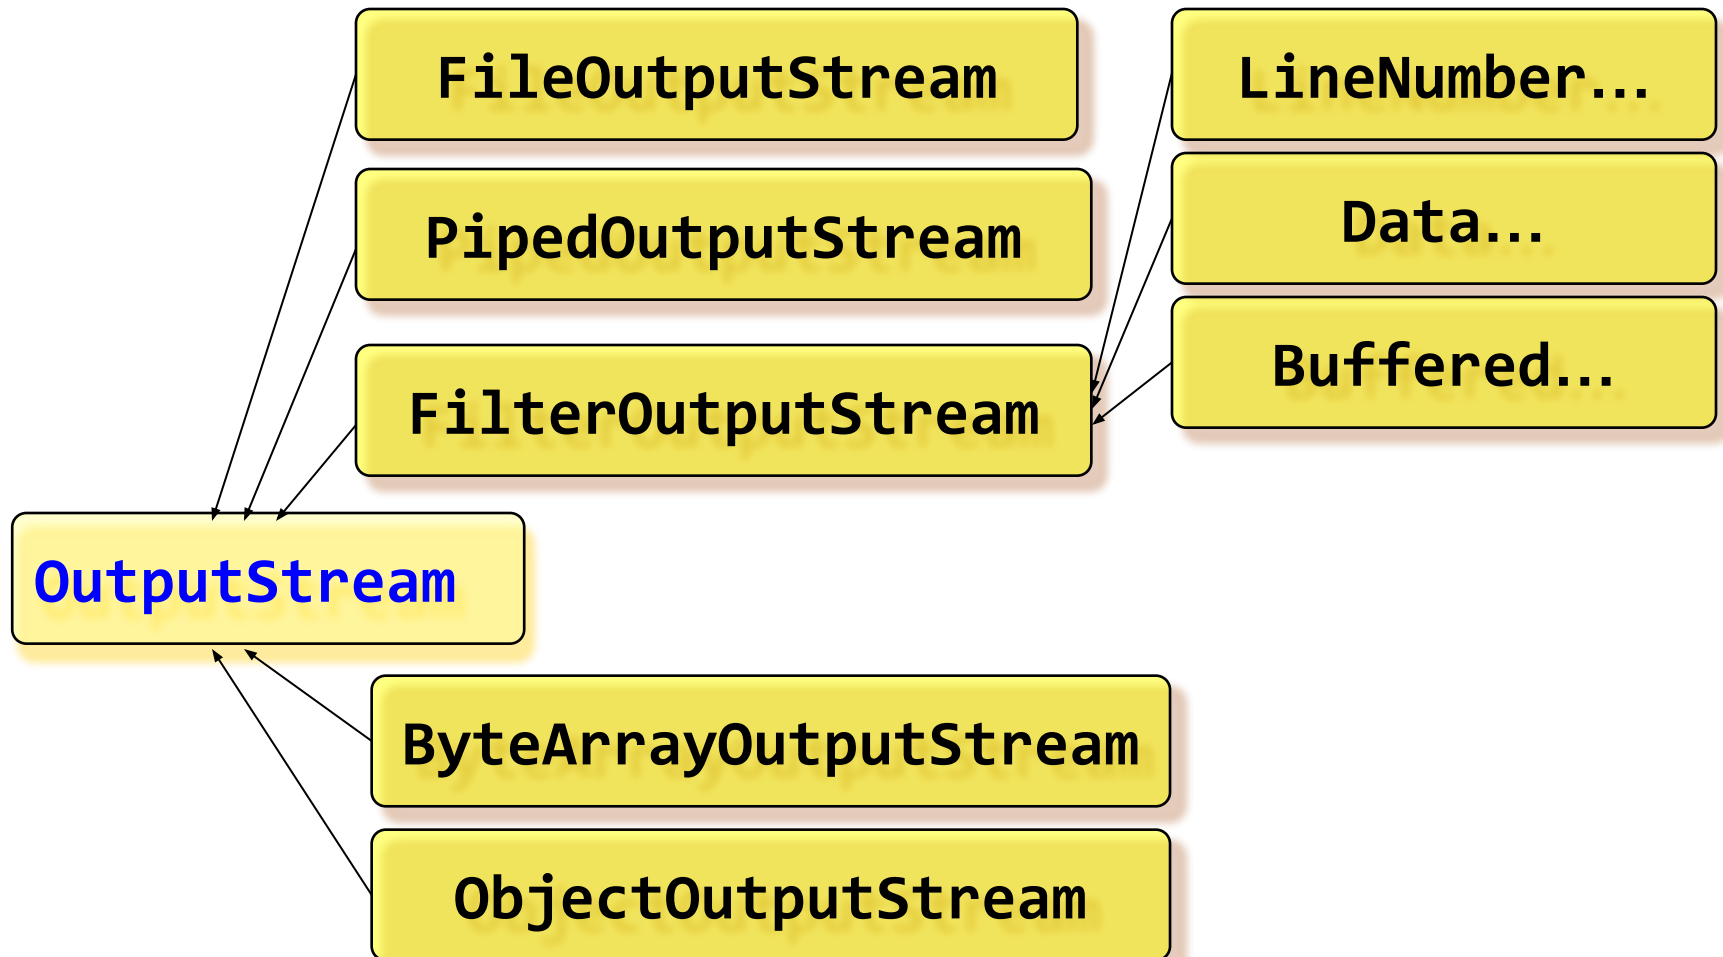 FileOutputStream
LineNumber...
PipedOutputStream
Data...
FilterOutputStream
Buffered...
OutputStream
ByteArrayOutputStream
ObjectOutputStream